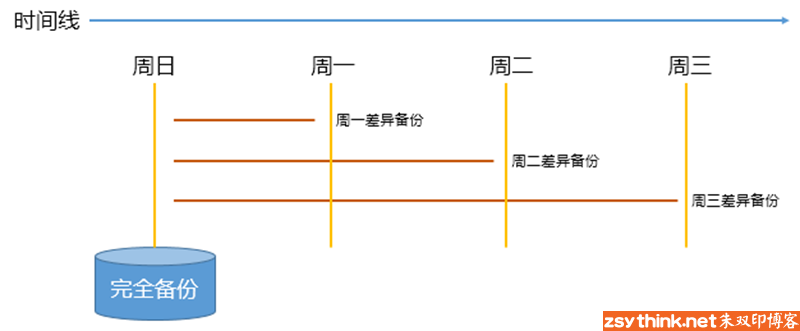 时间线
周日 周一 周二 周三
周一差异备份
周二差异备份
周三差异备份
完全备份
zsythink.net朱双印博客